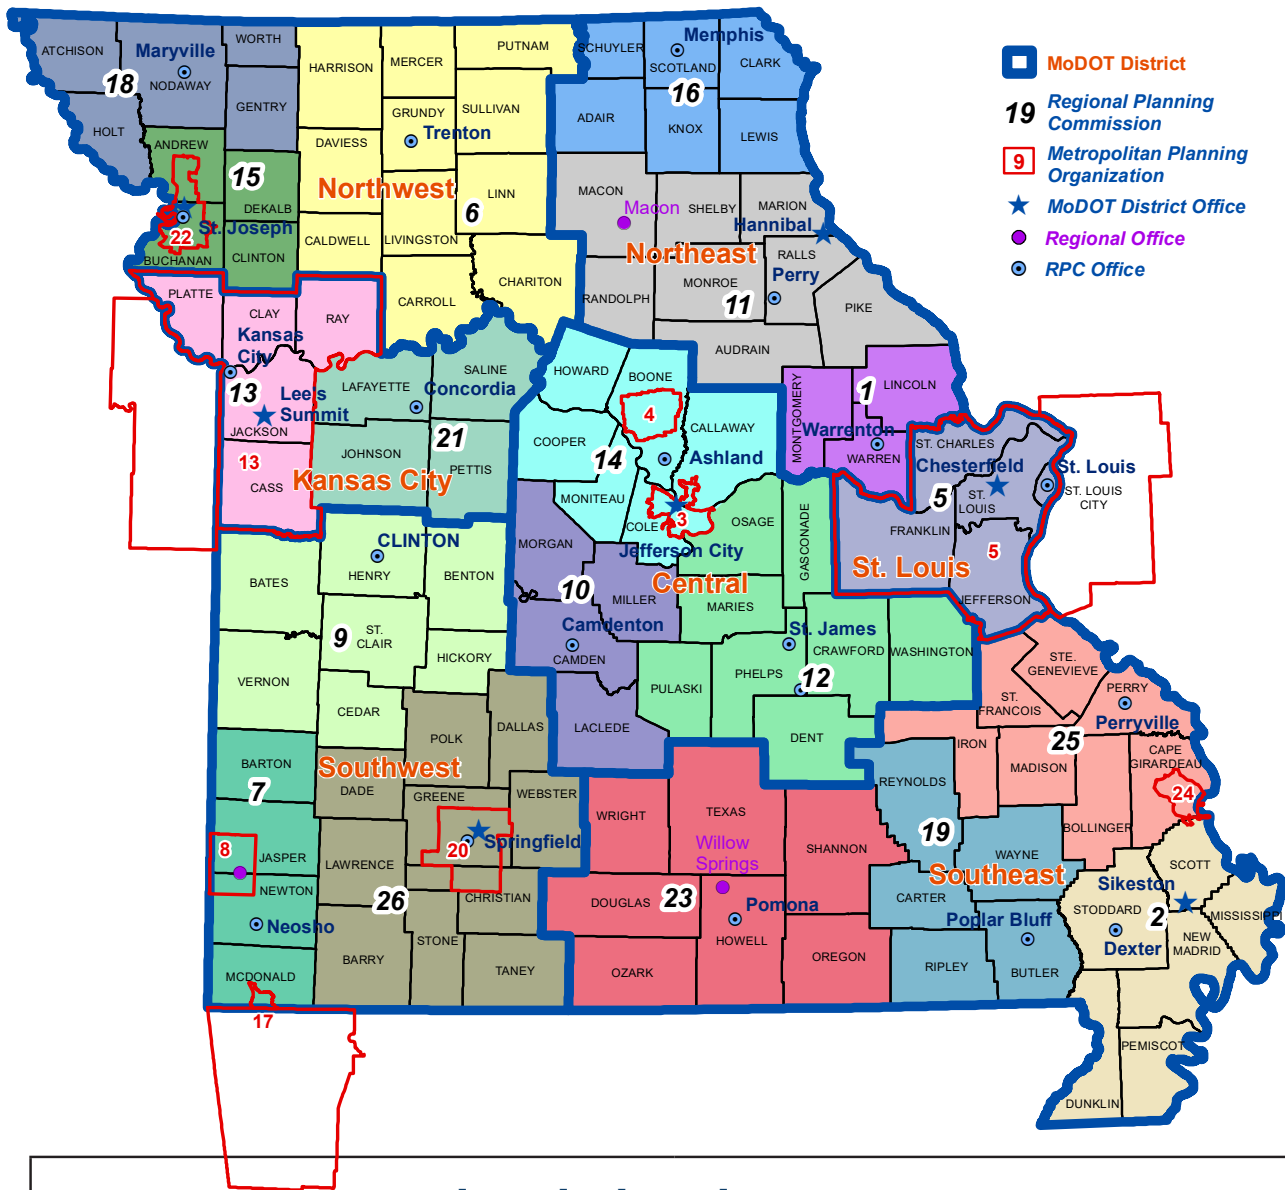 MoDOT District
19 Regional Planning
Commission
9 Metropolitan Planning
Organization
MoDOT District Office
Regional Office
RPC Office
ATCHISON
Maryville
NODAWAY
18
WORTH
GENTRY
HOLT
HARRISON
MERCER
PUTNAM
GRUNDY
SULLIVAN
Trenton
DAVIESS
Northwest
LINN
6
CALDWELL
LIVINGSTON
CARROLL
CHARITON
ANDREW
15
DEKALB
St. Joseph
22
BUCHANAN
CLINTON
SCHUYLER
Memphis
SCOTLAND
CLARK
16
ADAIR
KNOX
LEWIS
MACON
Macon
SHELBY
MARION
Hannibal
Northeast
RALLS
MONROE
Perry
11
RANDOLPH
PIKE
AUDRAIN
PLATTE
CLAY
RAY
Kansas
City
13
Lee's
Summit
JACKSON
13
CASS
Kansas City
LAFAYETTE
SALINE
Concordia
JOHNSON
21
PETTIS
HOWARD
BOONE
4
CALLAWAY
COOPER
14
Ashland
MONITEAU
COLE
3
Jefferson City
Central
MONTGOMERY
1
LINCOLN
Warrenton
WARREN
ST. CHARLES
Chesterfield
St. Louis
ST. LOUIS
CITY
5
ST.
LOUIS
FRANKLIN
5
St. Louis
JEFFERSON
OSAGE
GASCONADE
MARIES
St. James
CRAWFORD
WASHINGTON
PHELPS
12
PULASKI
DENT
MORGAN
10
MILLER
Camdenton
CAMDEN
LACLEDE
CLINTON
HENRY
BATES
BENTON
9
ST.
CLAIR
HICKORY
VERNON
CEDAR
BARTON
7
8
JASPER
NEWTON
Neosho
MCDONALD
17
Southwest
POLK
DALLAS
DADE
GREENE
WEBSTER
20
Springfield
LAWRENCE
26
CHRISTIAN
BARRY
STONE
TANEY
WRIGHT
TEXAS
Willow
Springs
SHANNON
DOUGLAS
23
Pomona
HOWELL
OZARK
OREGON
STE.
GENEVIEVE
PERRY
ST.
FRANCOIS
Perryville
25
IRON
MADISON
CAPE
GIRARDEAU
24
BOLLINGER
REYNOLDS
19
WAYNE
Southeast
CARTER
Poplar Bluff
RIPLEY
BUTLER
SCOTT
Sikeston
STODDARD
2
MISSISSIPPI
Dexter
NEW
MADRID
PEMISCOT
DUNKLIN